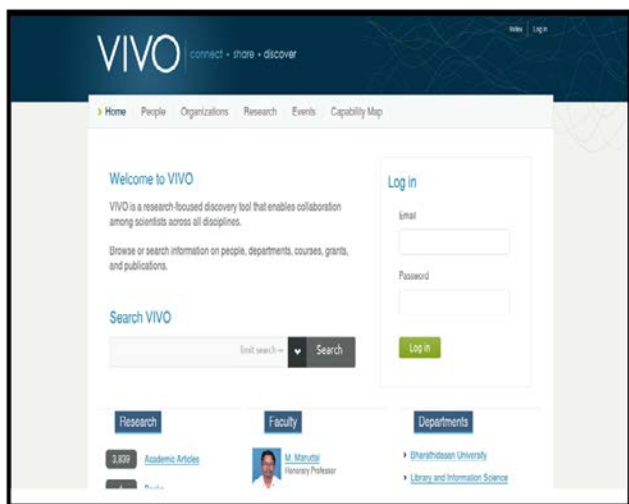 Index | Log in
VIVO connect • share • discover
Home People Organizations Research Events Capability Map
Welcome to VIVO
VIVO is a research-focused discovery tool that enables collaboration
among scientists across all disciplines.
Browse or search information on people, departments, courses, grants,
and publications.
Search VIVO
limit search
Search
Log in
Email
Password
Log in
Research
3,839 Academic Articles
Faculty
Honorary Professor
Departments
Bharathidasan University
Library and Information Science